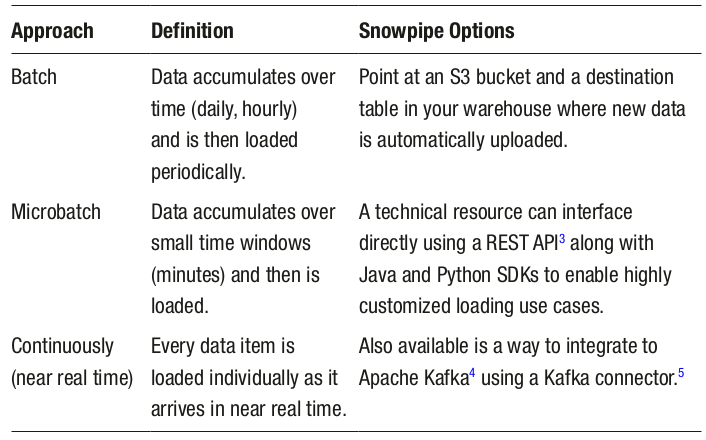 Approach Definition Snowpipe Options
Batch Data accumulates over Point at an S3 bucket and a destination
time (daily, hourly) table in your warehouse where new data
and is then loaded is automatically uploaded.
periodically.
Microbatch Data accumulates over A technical resource can interface
small time windows directly using a REST API3 along with
(minutes) and then is Java and Python SDKs to enable highly
loaded. customized loading use cases.
Continuously Every data item is Also available is a way to integrate to
(near real time) loaded individually as it Apache Kafka4 using a Kafka connector.5
arrives in near real time.